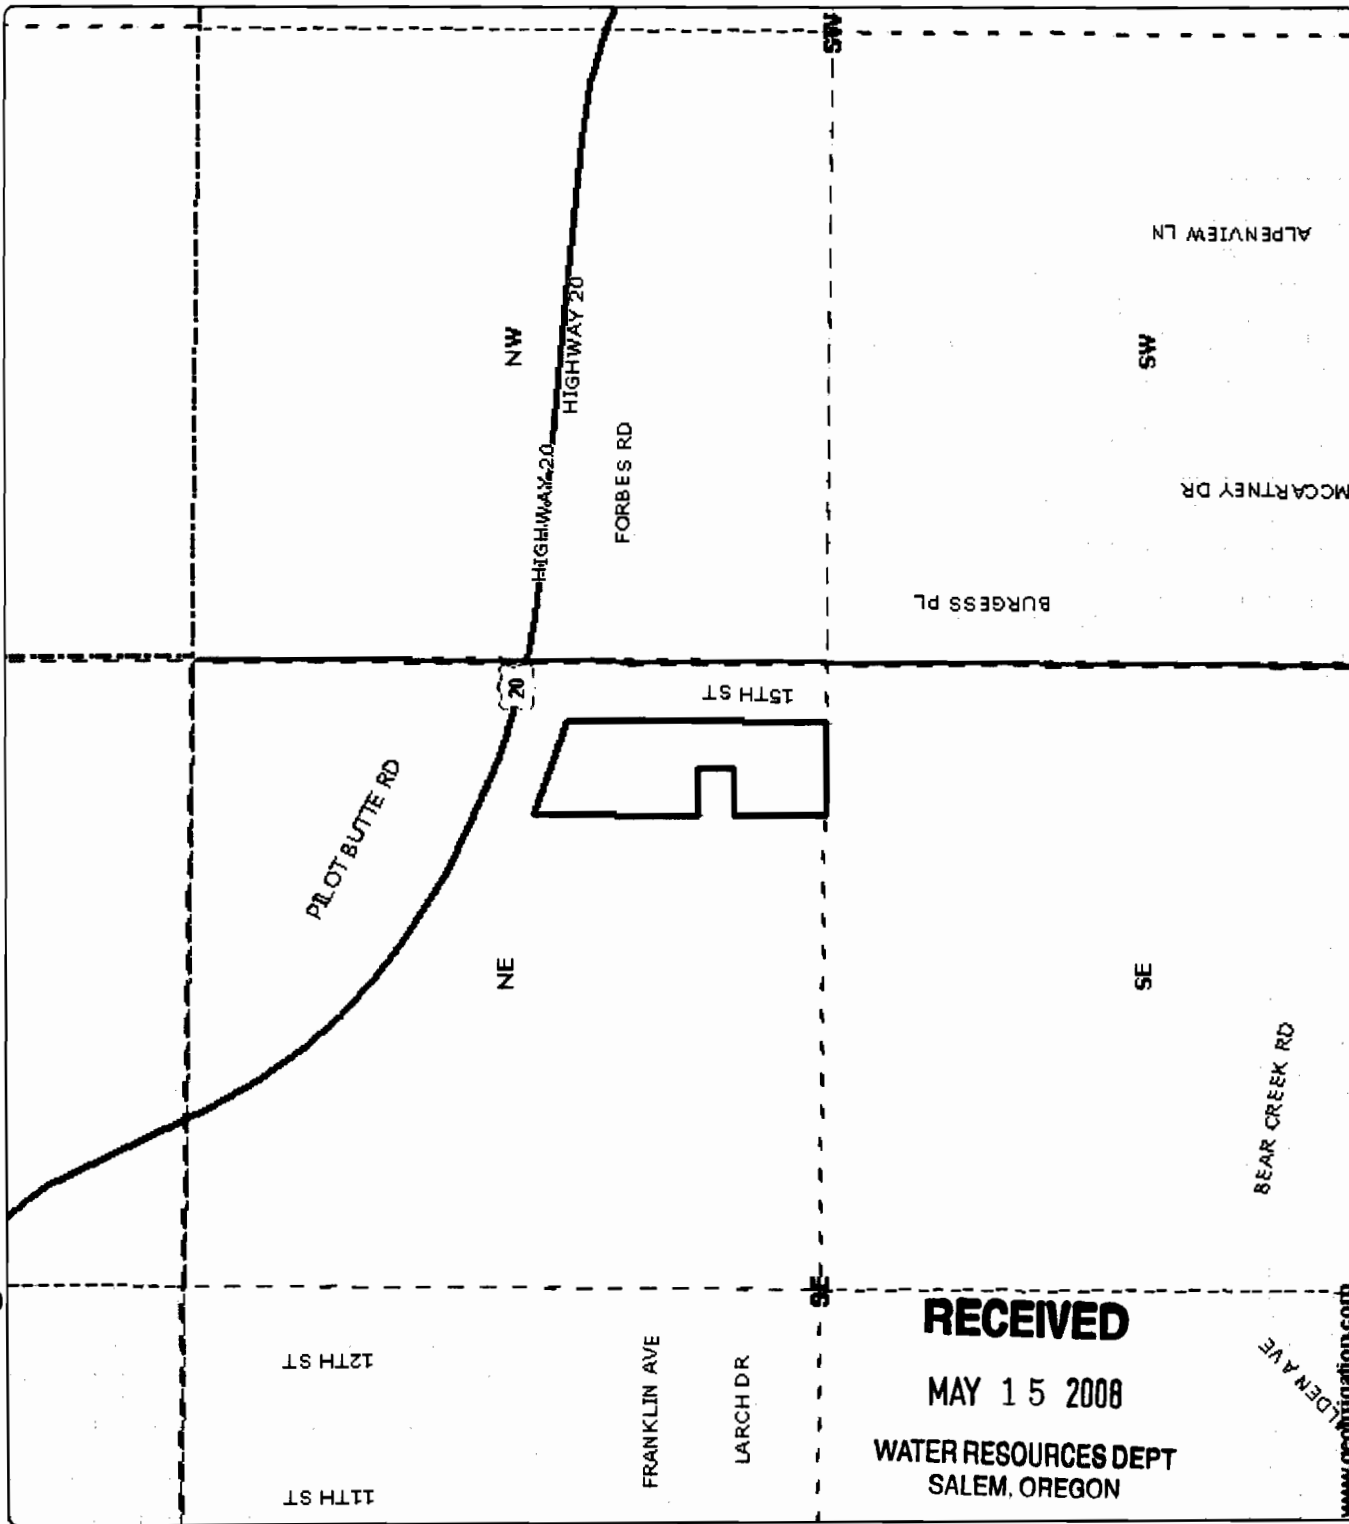 SW
ALPENVIEW LN
HIGHWAY 20
NW
SW
HIGHWAY 20
FORBES RD
MCCARTNEY DR
BURGESS PL
20
15TH ST
PILOT BUTTE RD
NE
SE
BEAR CREEK RD
SE
RECEIVED
12TH ST
FRANKLIN AVE
LARCH DR
MAY 15 2008
WATER RESOURCES DEPT
SALEM, OREGON
11TH ST